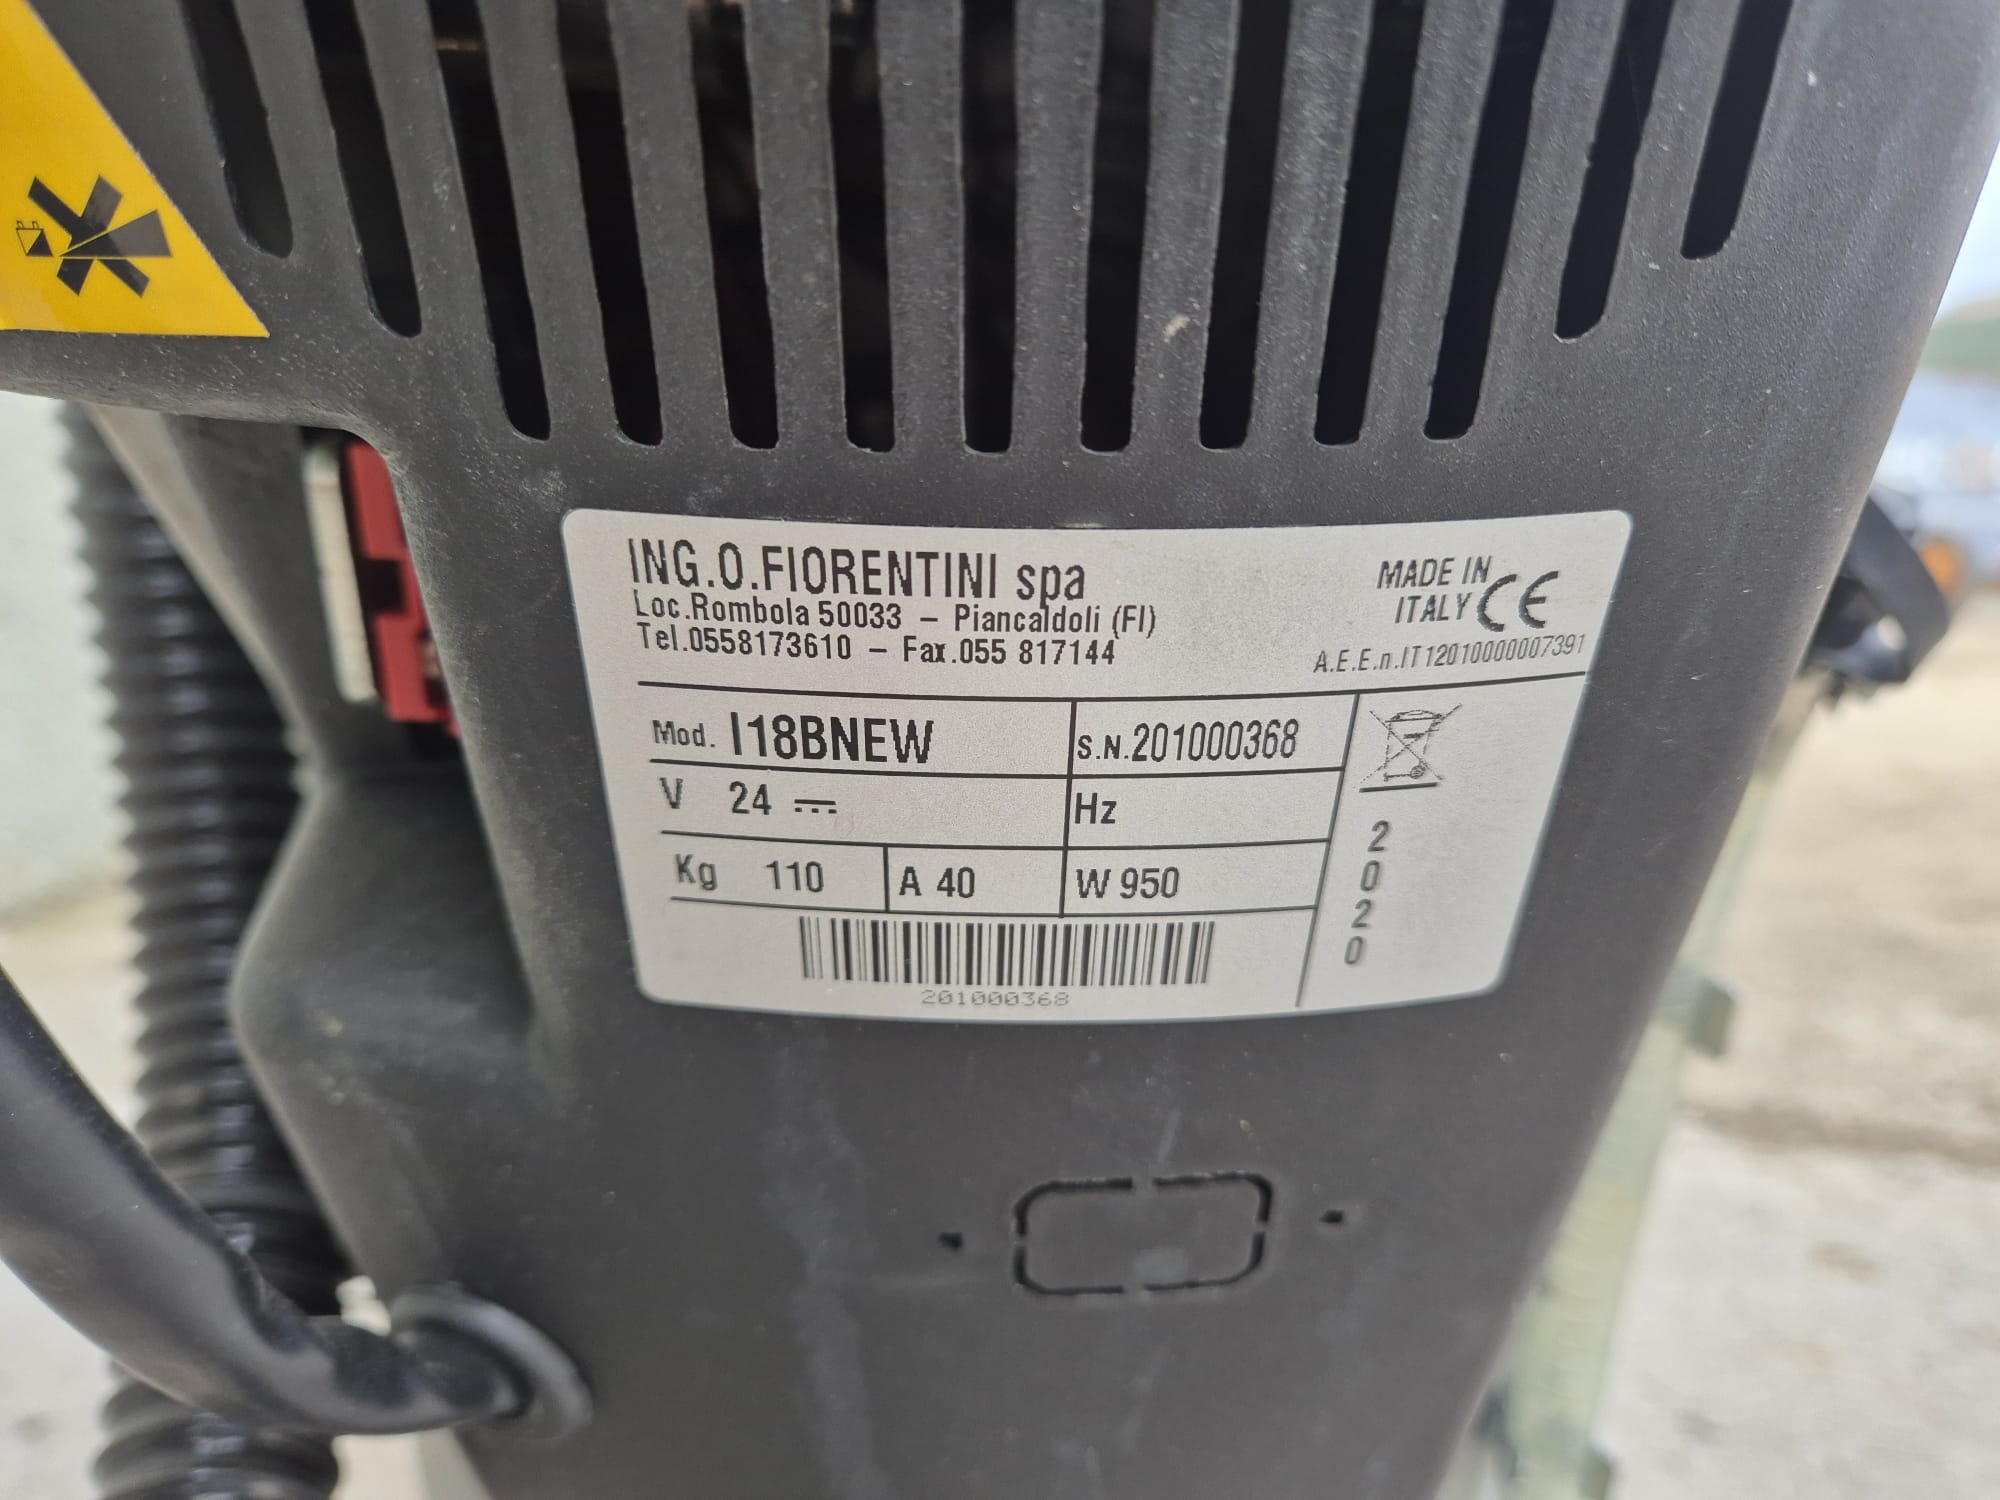 ING.O.FIORENTINI spa
Loc.Rombola 50033 – Piancaldoli (FI)
Tel.0558173610 – Fax.055 817144
MADE IN
ITALY CE
A.E.E.n.IT12010000007391
Mod. I18BNEW
S.N.201000368
V 24
Hz
Kg 110
A 40
W 950
2020
201000368